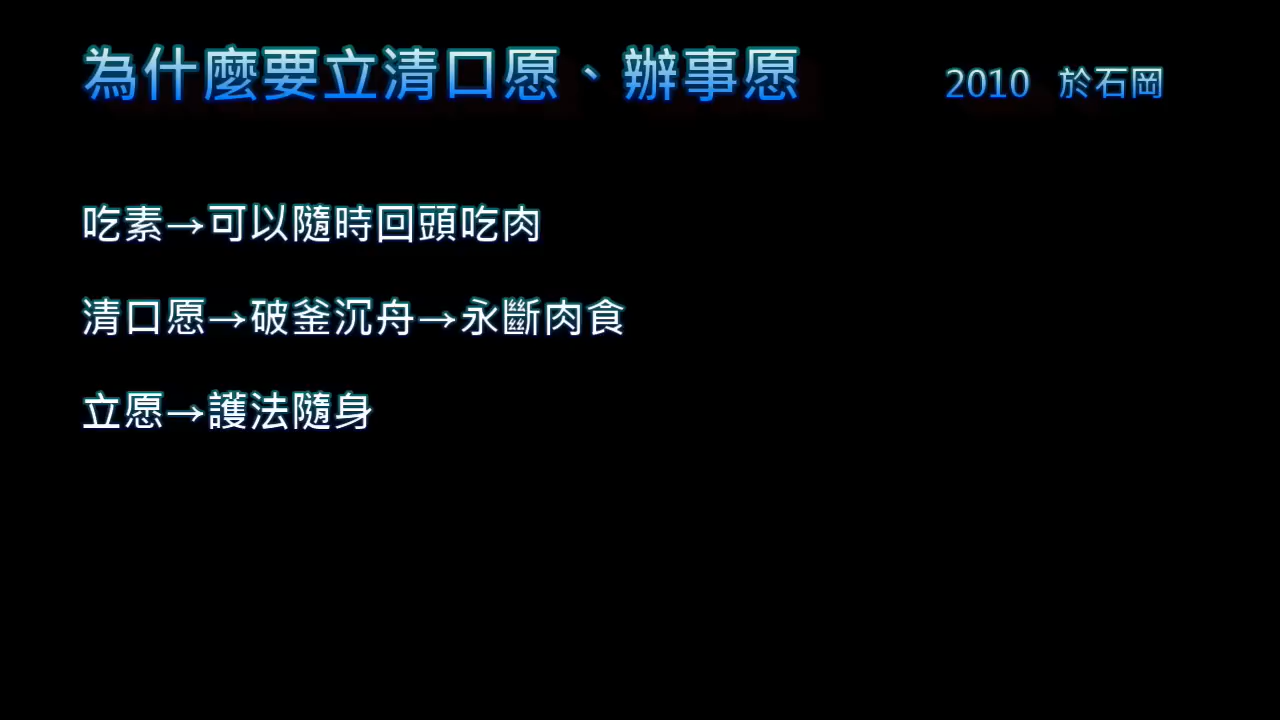 為什麼要立清口愿、辦事愿 2010 於石岡
吃素→可以隨時回頭吃肉
清口愿→破釜沉舟→永斷肉食
立愿→護法隨身